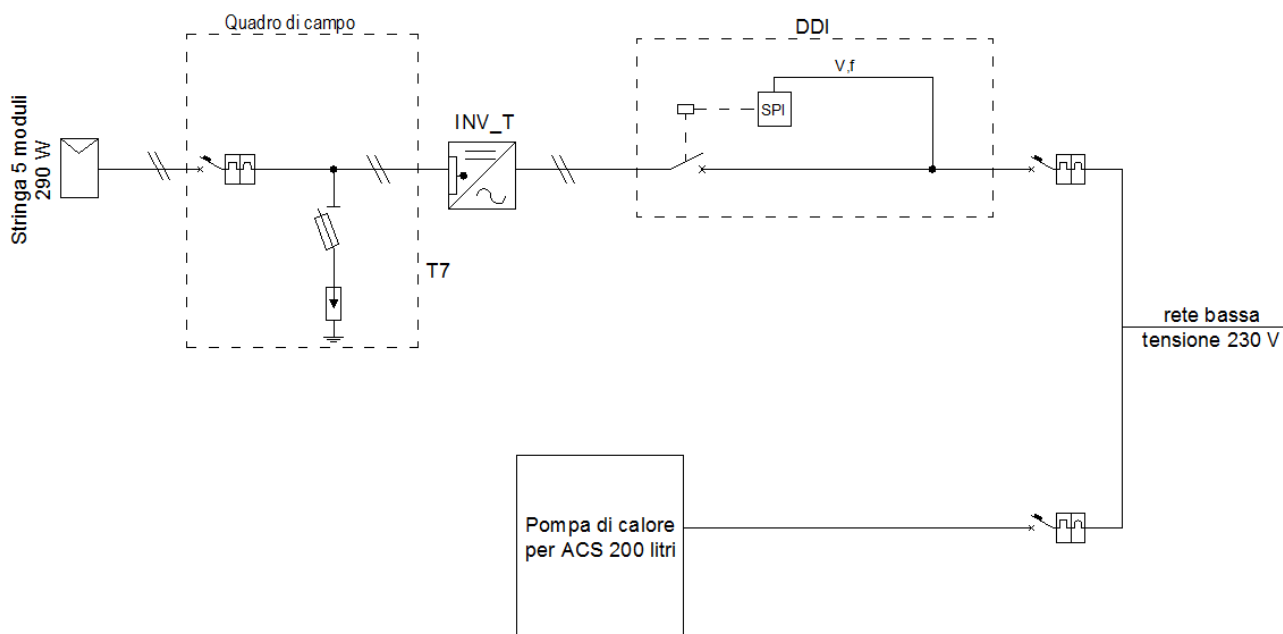 Quadro di campo
DDI
V,f
SPI
INV_T
Stringa 5 moduli
290 W
T7
rete bassa
tensione 230 V
Pompa di calore
per ACS 200 litri